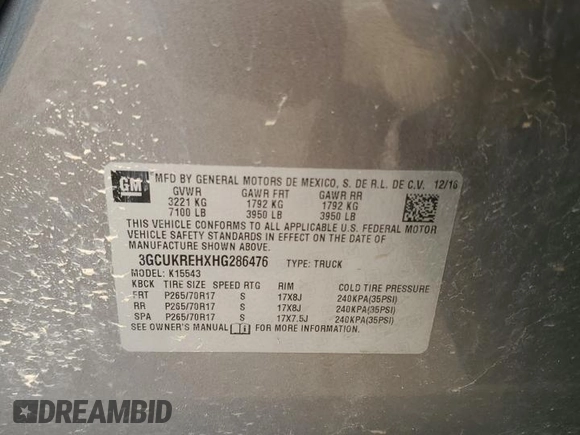 GM
MFD BY GENERAL MOTORS DE MEXICO, S. DE R.L. DE C.V. 12/16
GVWR GAWR FRT GAWR RR
3221 KG 1792 KG 1792 KG
7100 LB 3950 LB 3950 LB
THIS VEHICLE CONFORMS TO ALL APPLICABLE U.S. FEDERAL MOTOR
VEHICLE SAFETY STANDARDS IN EFFECT ON THE DATE OF MANUFACTURE
SHOWN ABOVE.
3GCUKREHXHG286476 TYPE: TRUCK
MODEL: K15543
KBCK TIRE SIZE SPEED RTG RIM COLD TIRE PRESSURE
FRT P265/70R17 S 17X8J 240KPA(35PSI)
RR P265/70R17 S 17X8J 240KPA(35PSI)
SPA P265/70R17 S 17X7.5J 240KPA(35PSI)
SEE OWNER'S MANUAL i FOR MORE INFORMATION.
DREAMBID